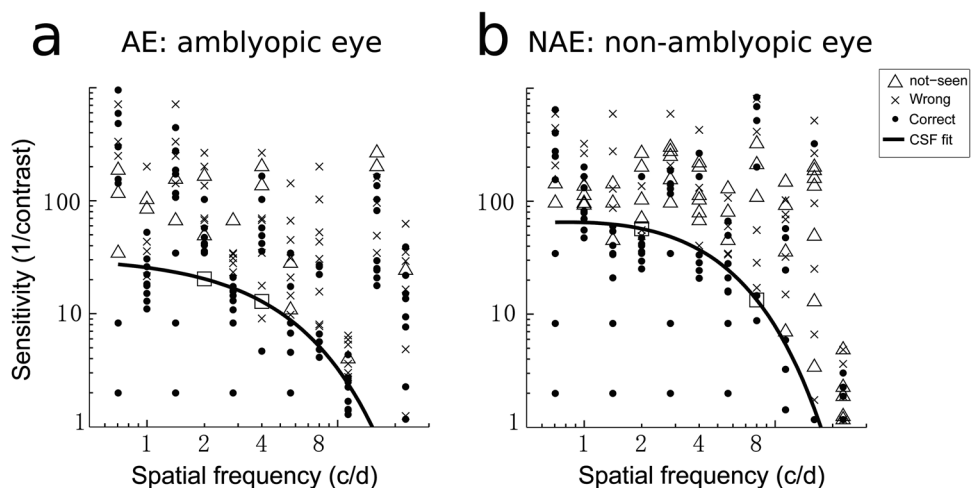 a AE: amblyopic eye
b NAE: non-amblyopic eye
not-seen
Wrong
Correct
CSF fit
Sensitivity (1/contrast)
100
10
1
1 2 4 8
Spatial frequency (c/d)
100
10
1
1 2 4 8
Spatial frequency (c/d)